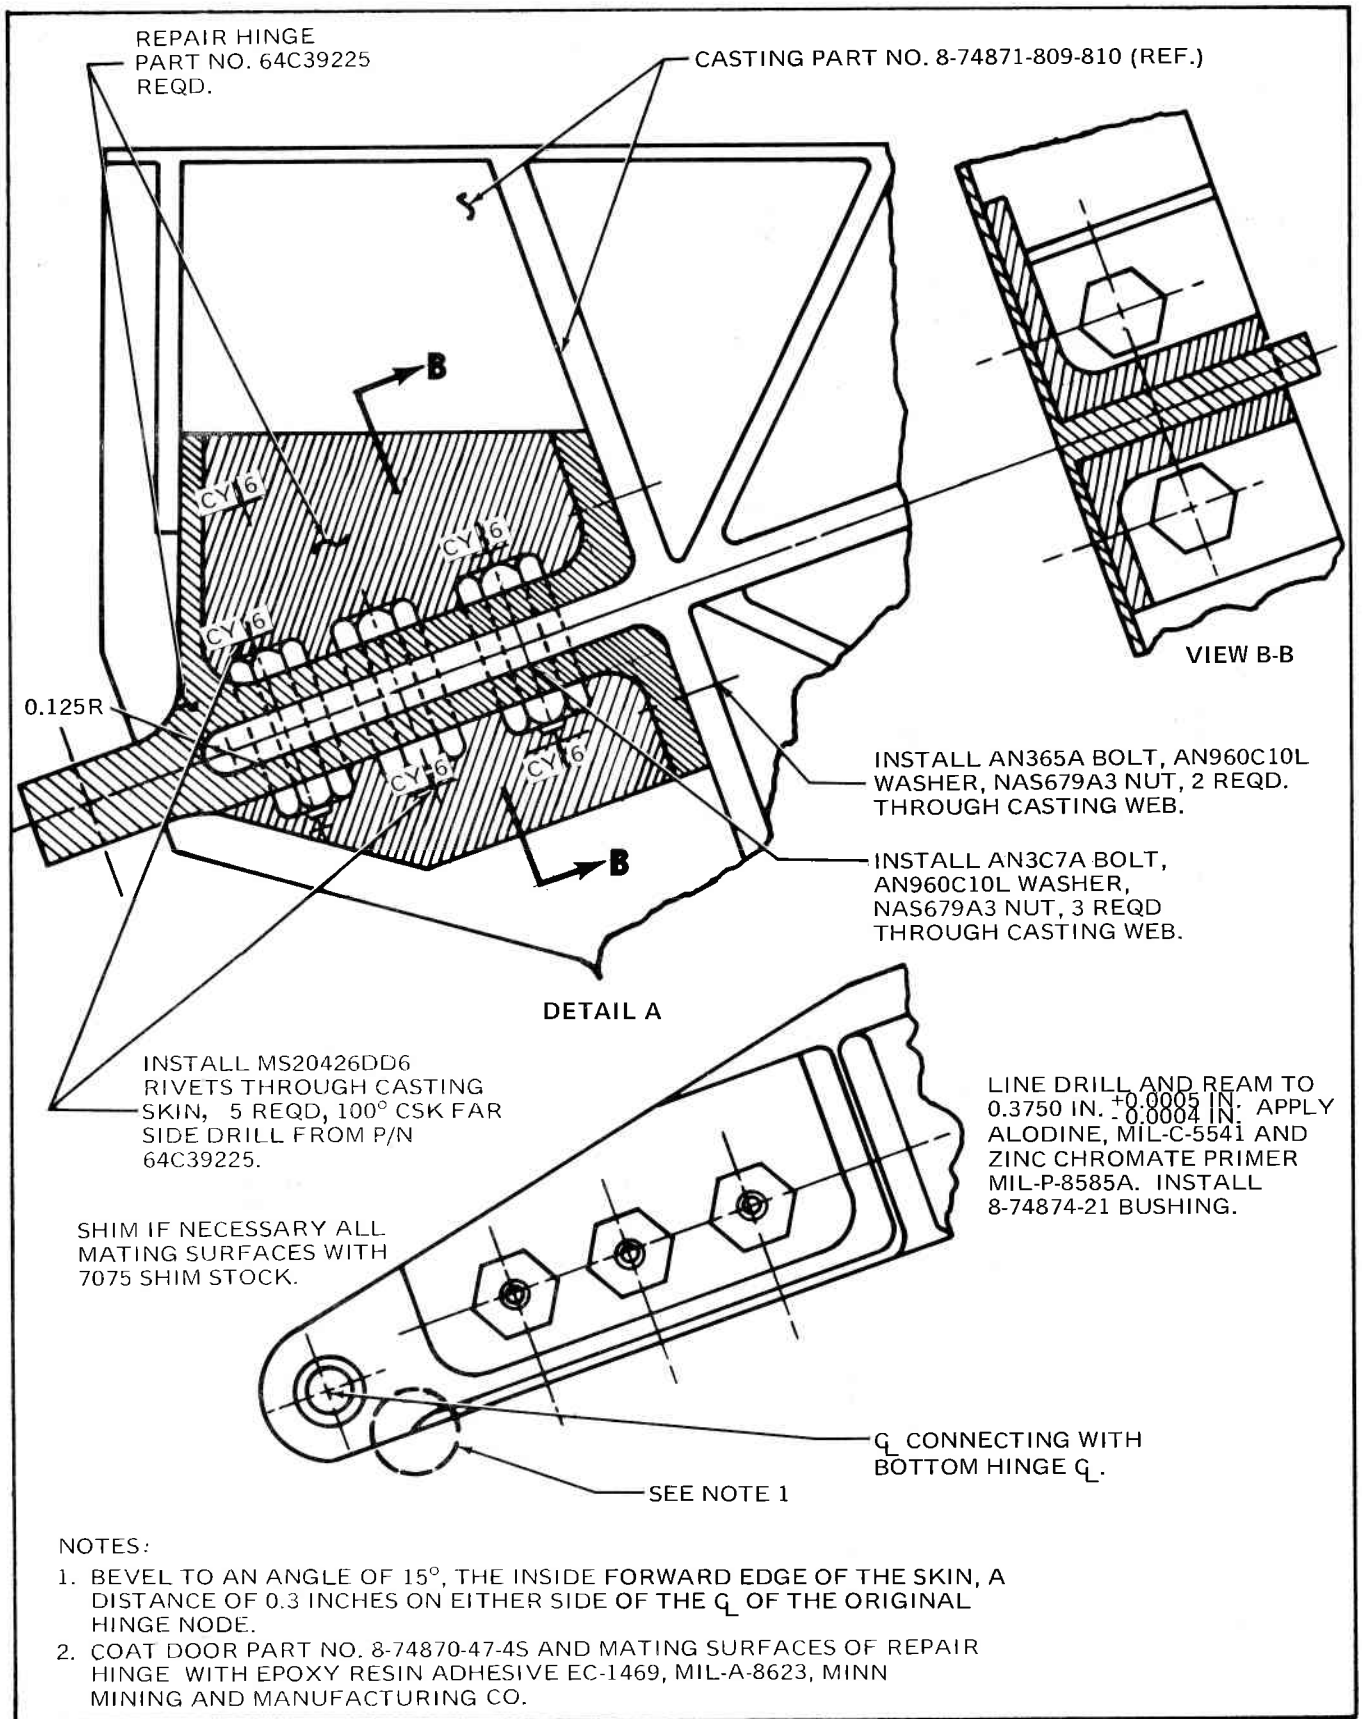 REPAIR HINGE
PART NO. 64C39225
REQD.
CASTING PART NO. 8-74871-809-810 (REF.)
B
CY 6
CY 6
CY 6
0.125R
CY 6
CY 6
B
VIEW B-B
INSTALL AN365A BOLT, AN960C10L
WASHER, NAS679A3 NUT, 2 REQD.
THROUGH CASTING WEB.
INSTALL AN3C7A BOLT,
AN960C10L WASHER,
NAS679A3 NUT, 3 REQD
THROUGH CASTING WEB.
DETAIL A
INSTALL MS20426DD6
RIVETS THROUGH CASTING
SKIN, 5 REQD, 100° CSK FAR
SIDE DRILL FROM P/N
64C39225.
LINE DRILL AND REAM TO
0.3750 IN. +0.0005 IN. APPLY
- 0.0004 IN.
ALODINE, MIL-C-5541 AND
ZINC CHROMATE PRIMER
MIL-P-8585A. INSTALL
8-74874-21 BUSHING.
SHIM IF NECESSARY ALL
MATING SURFACES WITH
7075 SHIM STOCK.
℄ CONNECTING WITH
BOTTOM HINGE ℄.
SEE NOTE 1
NOTES:
1. BEVEL TO AN ANGLE OF 15°, THE INSIDE FORWARD EDGE OF THE SKIN, A
DISTANCE OF 0.3 INCHES ON EITHER SIDE OF THE ℄ OF THE ORIGINAL
HINGE NODE.
2. COAT DOOR PART NO. 8-74870-47-4S AND MATING SURFACES OF REPAIR
HINGE WITH EPOXY RESIN ADHESIVE EC-1469, MIL-A-8623, MINN
MINING AND MANUFACTURING CO.